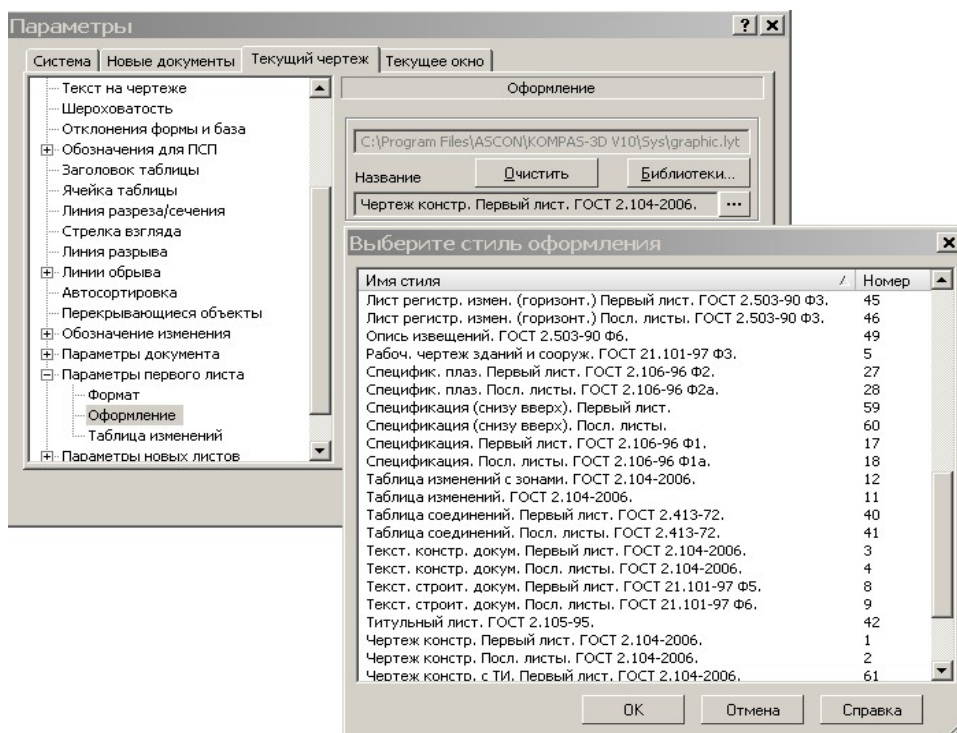 Параметры
Система Новые документы Текущий чертеж Текущее окно
Текст на чертеже
Шероховатость
Отклонения формы и база
Обозначения для ПСП
Заголовок таблицы
Ячейка таблицы
Линия разреза/сечения
Стрелка взгляда
Линия разрыва
Линии обрыва
Автосортировка
Перекрывающиеся объекты
Обозначение изменения
Параметры документа
Параметры первого листа
Формат
Оформление
Таблица изменений
Параметры новых листов
Оформление
C:\Program Files\ASCON\KOMPAS-3D V10\Sys\graphic.lyt
Название Очистить Библиотеки...
Чертеж констр. Первый лист. ГОСТ 2.104-2006. ...
Выберите стиль оформления
Имя стиля Номер
Лист регистр. измен. (горизонт.) Первый лист. ГОСТ 2.503-90 Ф3. 45
Лист регистр. измен. (горизонт.) Посл. листы. ГОСТ 2.503-90 Ф3. 46
Опись извещений. ГОСТ 2.503-90 Ф6. 49
Рабоч. чертеж зданий и сооруж. ГОСТ 21.101-97 Ф3. 5
Специфик. плаз. Первый лист. ГОСТ 2.106-96 Ф2. 27
Специфик. плаз. Посл. листы. ГОСТ 2.106-96 Ф2а. 28
Спецификация (снизу вверх). Первый лист. 59
Спецификация (снизу вверх). Посл. листы. 60
Спецификация. Первый лист. ГОСТ 2.106-96 Ф1. 17
Спецификация. Посл. листы. ГОСТ 2.106-96 Ф1а. 18
Таблица изменений с зонами. ГОСТ 2.104-2006. 12
Таблица изменений. ГОСТ 2.104-2006. 11
Таблица соединений. Первый лист. ГОСТ 2.413-72. 40
Таблица соединений. Посл. листы. ГОСТ 2.413-72. 41
Текст. констр. докум. Первый лист. ГОСТ 2.104-2006. 3
Текст. констр. докум. Посл. листы. ГОСТ 2.104-2006. 4
Текст. строит. докум. Первый лист. ГОСТ 21.101-97 Ф5. 8
Текст. строит. докум. Посл. листы. ГОСТ 21.101-97 Ф6. 9
Титульный лист. ГОСТ 2.105-95. 42
Чертеж констр. Первый лист. ГОСТ 2.104-2006. 1
Чертеж констр. Посл. листы. ГОСТ 2.104-2006. 2
Чертеж констр. с ТИ. Первый лист. ГОСТ 2.104-2006. 61
OK Отмена Справка